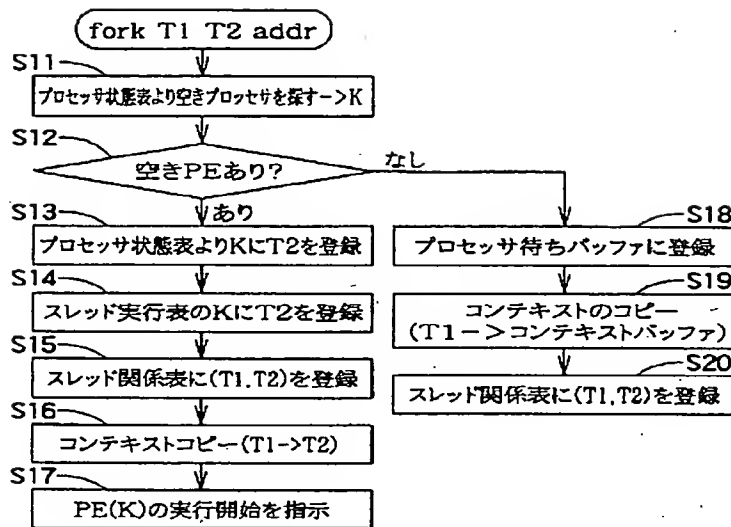 fork T1 T2 addr
S11
プロセッサ状態表より空きプロッセサを探すー>K
S12
空きPEあり?
なし
あり
S13
プロセッサ状態表よりKにT2を登録
S14
スレッド実行表のKにT2を登録
S15
スレッド関係表に(T1,T2)を登録
S16
コンテキストコピー(T1->T2)
S17
PE(K)の実行開始を指示
S18
プロセッサ待ちバッファに登録
S19
コンテキストのコピー
(T1ー>コンテキストバッファ)
S20
スレッド関係表に(T1,T2)を登録